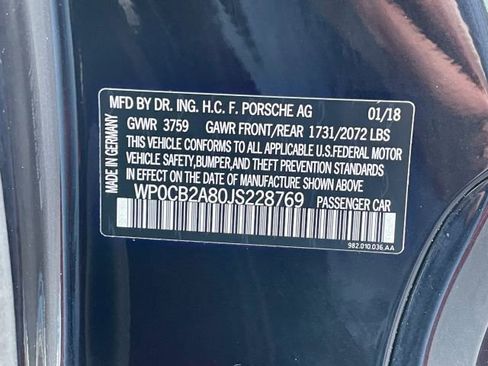 MFD BY DR. ING. H.C. F. PORSCHE AG 01/18
GVWR 3759 GAWR FRONT/REAR 1731/2072 LBS
THIS VEHICLE CONFORMS TO ALL APPLICABLE U.S.FEDERAL MOTOR
VEHICLE SAFETY,BUMPER,AND THEFT PREVENTION STANDARDS
IN EFFECT ON THE DATE OF MANUFACTURE SHOWN ABOVE
WP0CB2A80JS228769 PASSENGER CAR
982.010.036.AA
MADE IN GERMANY